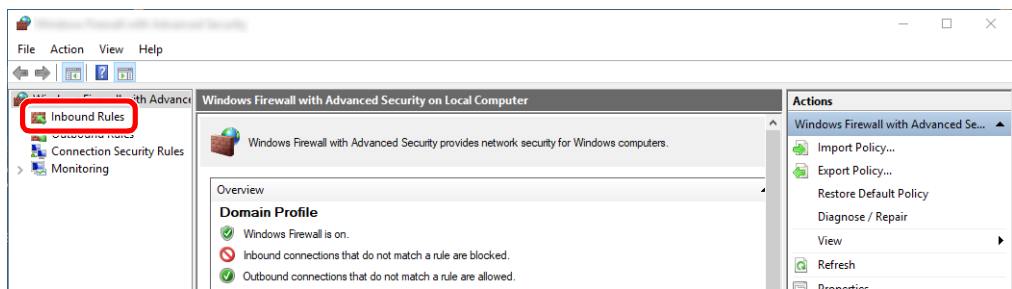 File Action View Help
Windows Firewall with Advance
Inbound Rules
Outbound Rules
Connection Security Rules
Monitoring
Windows Firewall with Advanced Security on Local Computer
Windows Firewall with Advanced Security provides network security for Windows computers.
Overview
Domain Profile
Windows Firewall is on.
Inbound connections that do not match a rule are blocked.
Outbound connections that do not match a rule are allowed.
Actions
Windows Firewall with Advanced Se...
Import Policy...
Export Policy...
Restore Default Policy
Diagnose / Repair
View
Refresh
Properties